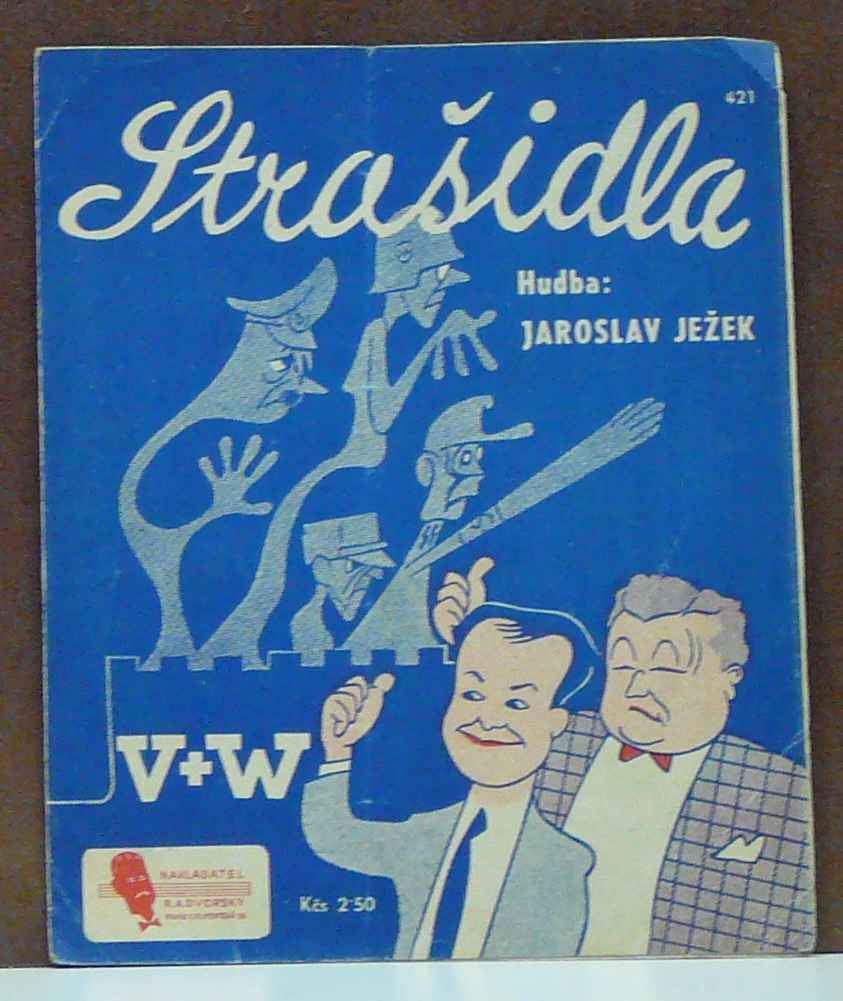 421
Strašidla
Hudba:
JAROSLAV JEŽEK
V+W
NAKLADATEL
R.A.DVORSKÝ
Kčs 2·50